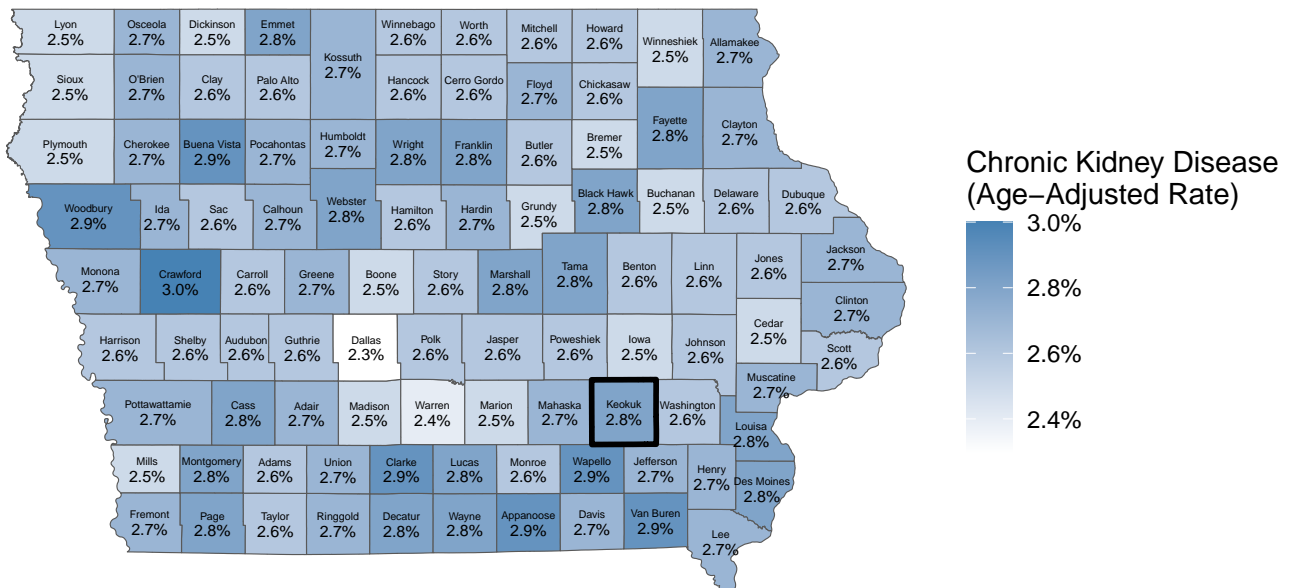 Lyon Osceola Dickinson Emmet Winnebago Worth Mitchell Howard
2.5% 2.7% 2.5% 2.8% 2.6% 2.6% 2.6% 2.6%
Kossuth Winneshiek Allamakee
2.7% 2.5% 2.7%
Sioux O'Brien Clay Palo Alto Hancock Cerro Gordo Floyd Chickasaw
2.5% 2.7% 2.6% 2.6% 2.6% 2.6% 2.7% 2.6%
Fayette Clayton
2.8% 2.7%
Plymouth Cherokee Buena Vista Pocahontas Humboldt Wright Franklin Butler Bremer
2.5% 2.7% 2.9% 2.7% 2.7% 2.8% 2.8% 2.6% 2.5%
Woodbury Ida Sac Calhoun Webster Hamilton Hardin Grundy Black Hawk Buchanan Delaware Dubuque
2.9% 2.7% 2.6% 2.7% 2.8% 2.6% 2.7% 2.5% 2.8% 2.5% 2.6% 2.6%
Monona Crawford Carroll Greene Boone Story Marshall Tama Benton Linn Jones Jackson
2.7% 3.0% 2.6% 2.7% 2.5% 2.6% 2.8% 2.8% 2.6% 2.6% 2.6% 2.7%
Clinton
2.7%
Harrison Shelby Audubon Guthrie Dallas Polk Jasper Poweshiek Iowa Johnson Cedar Scott
2.6% 2.6% 2.6% 2.6% 2.3% 2.6% 2.6% 2.6% 2.5% 2.6% 2.5% 2.6%
Muscatine
2.7%
Pottawattamie Cass Adair Madison Warren Marion Mahaska Keokuk Washington
2.7% 2.8% 2.7% 2.5% 2.4% 2.5% 2.7% 2.8% 2.6%
Louisa
2.8%
Mills Montgomery Adams Union Clarke Lucas Monroe Wapello Jefferson Henry Des Moines
2.5% 2.8% 2.6% 2.7% 2.9% 2.8% 2.6% 2.9% 2.7% 2.7% 2.8%
Fremont Page Taylor Ringgold Decatur Wayne Appanoose Davis Van Buren Lee
2.7% 2.8% 2.6% 2.7% 2.8% 2.8% 2.9% 2.7% 2.9% 2.7%
Chronic Kidney Disease
(Age−Adjusted Rate)
3.0%
2.8%
2.6%
2.4%